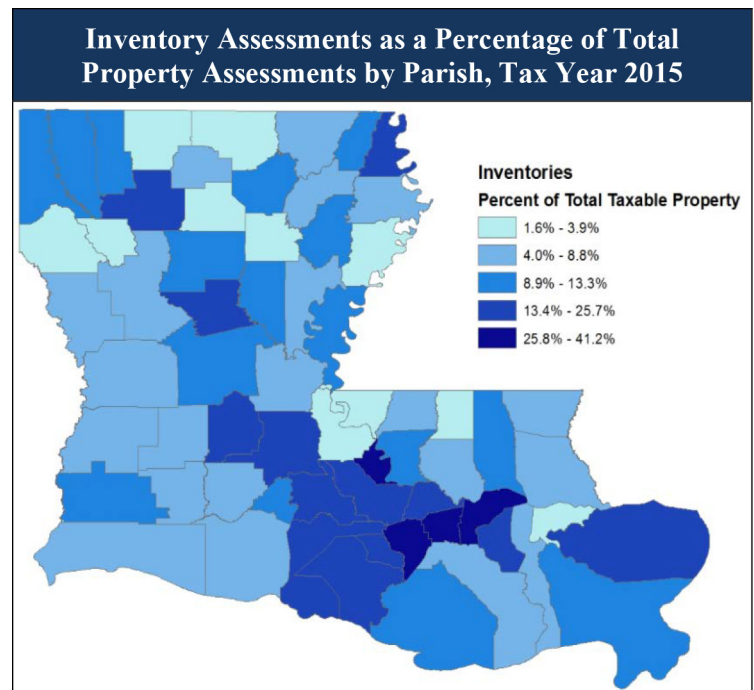 Inventory Assessments as a Percentage of Total
Property Assessments by Parish, Tax Year 2015
Inventories
Percent of Total Taxable Property
1.6% - 3.9%
4.0% - 8.8%
8.9% - 13.3%
13.4% - 25.7%
25.8% - 41.2%